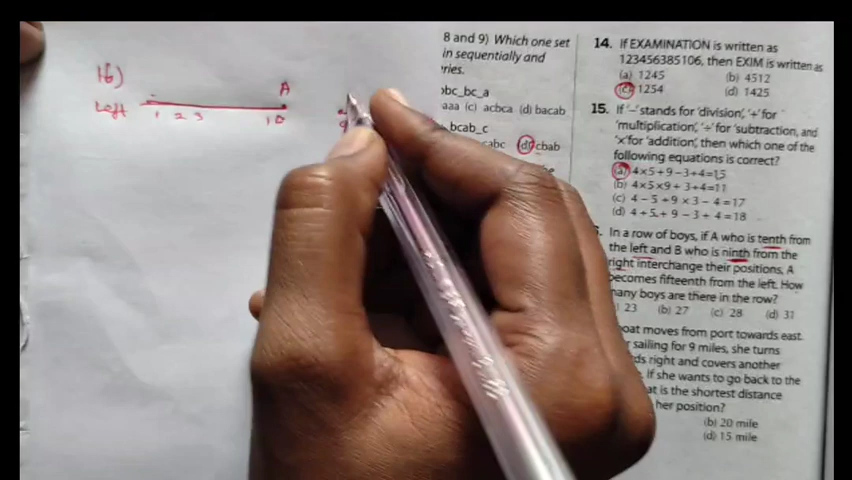 16)
A
Left
1 2 3 10
9
8 and 9) Which one set
in sequentially and
ries.
bc_bc_a
aaa (c) acbca (d) bacab
bcab_c
cabc (d) cbab
14. If EXAMINATION is written as
123456385106, then EXIM is written as
(a) 1245 (b) 4512
(c) 1254 (d) 1425
15. If '–' stands for 'division', '+' for
'multiplication', '÷' for 'subtraction', and
'×' for 'addition', then which one of the
following equations is correct?
(a) 4×5+9–3÷4=15
(b) 4×5×9÷3÷4=11
(c) 4–5÷9×3–4=17
(d) 4÷5÷9–3÷4=18
In a row of boys, if A who is tenth from
the left and B who is ninth from the
right interchange their positions, A
becomes fifteenth from the left. How
many boys are there in the row?
23 (b) 27 (c) 28 (d) 31
oat moves from port towards east.
sailing for 9 miles, she turns
ds right and covers another
If she wants to go back to the
at is the shortest distance
her position?
(b) 20 mile
(d) 15 mile